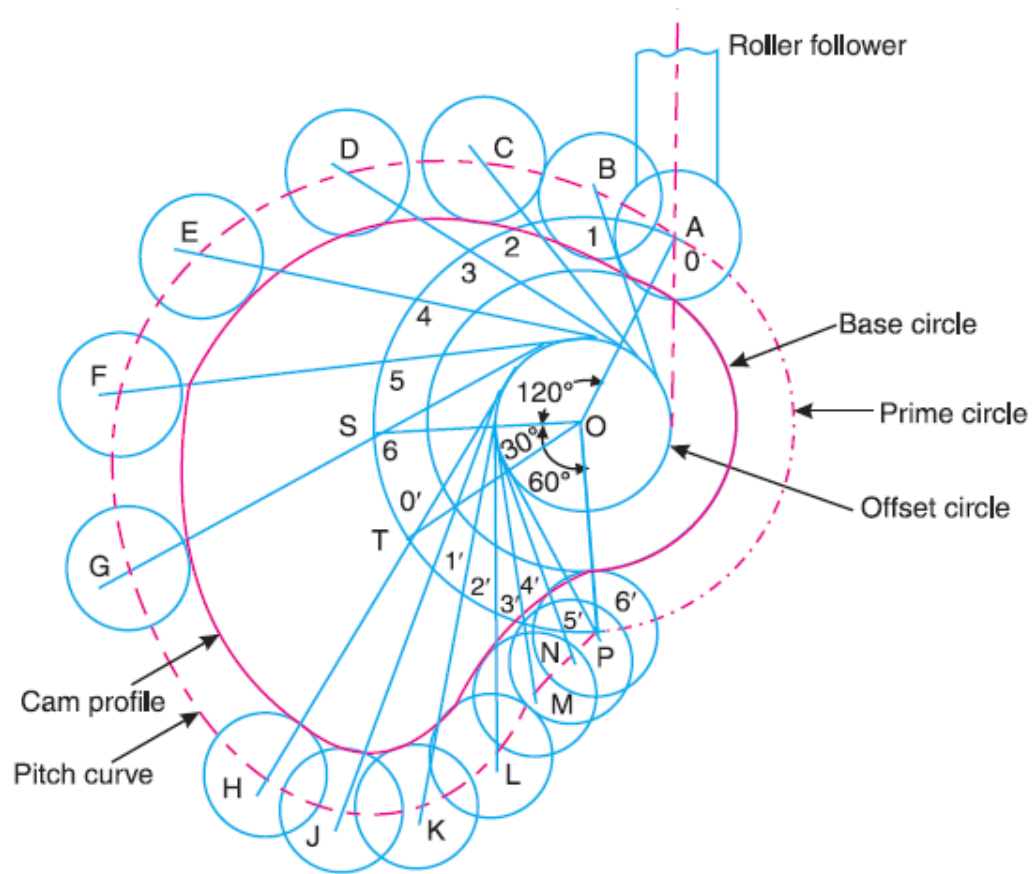 Roller follower
D
C
B
A
E
2
1
0
3
4
Base circle
F
5
120°
Prime circle
S
O
6
30°
60°
0′
Offset circle
T
G
1′
2′
4′
3′
6′
5′
N
P
Cam profile
M
Pitch curve
L
H
J
K